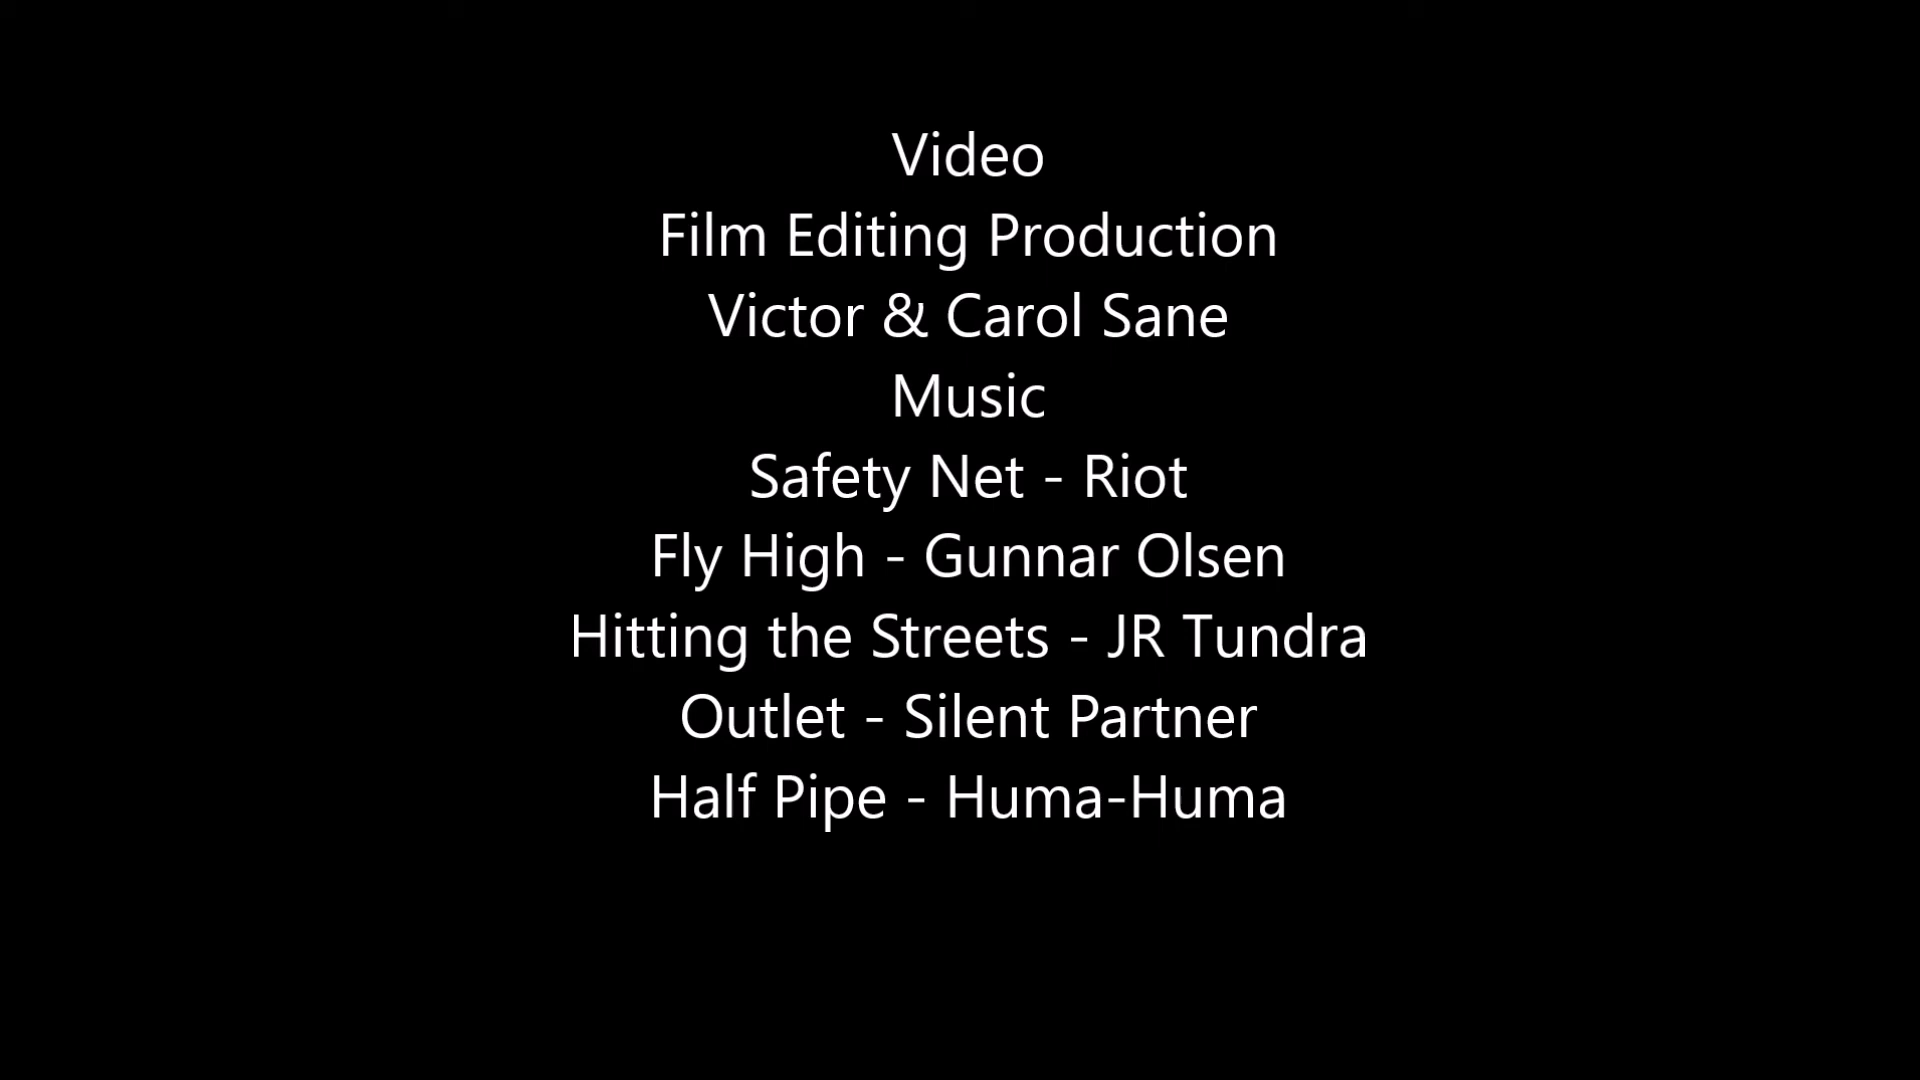 Video
Film Editing Production
Victor & Carol Sane
Music
Safety Net - Riot
Fly High - Gunnar Olsen
Hitting the Streets - JR Tundra
Outlet - Silent Partner
Half Pipe - Huma-Huma